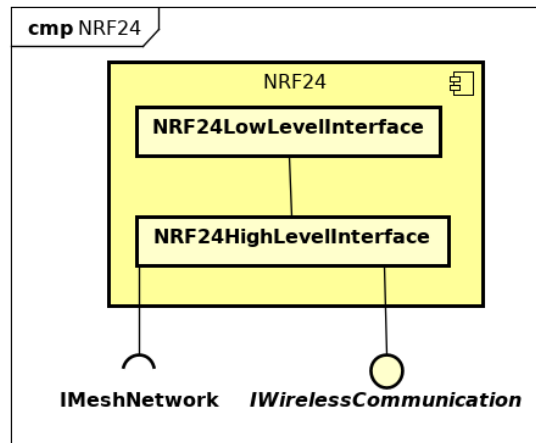 cmp NRF24
NRF24
NRF24LowLevelInterface
NRF24HighLevelInterface
IMeshNetwork IWirelessCommunication